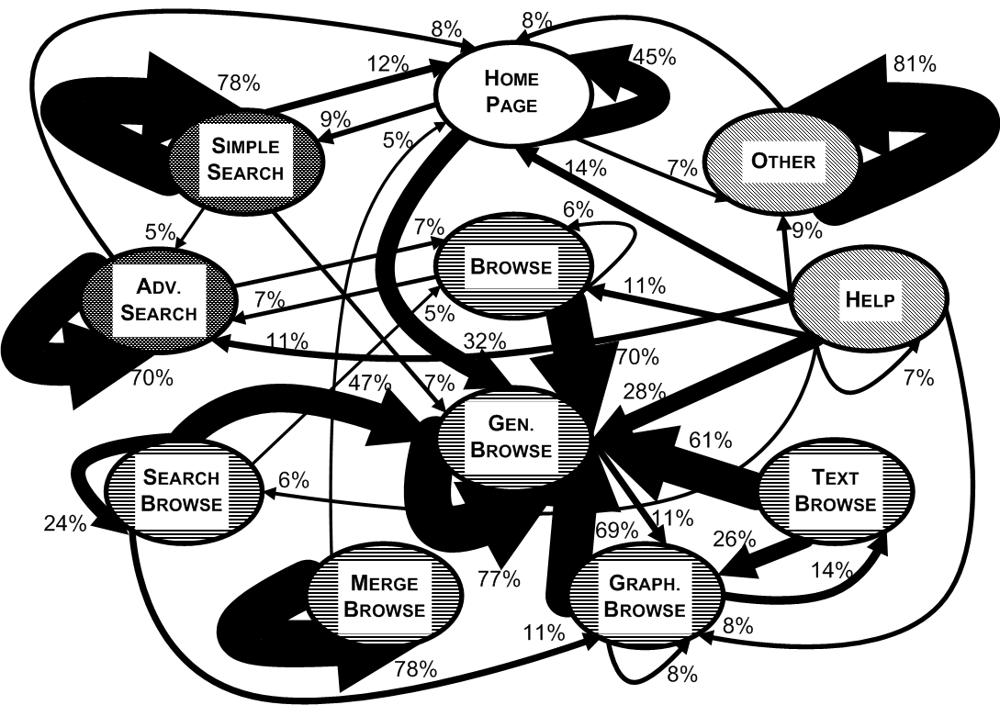 8%
8%
78%
12%
HOME
PAGE
45%
81%
9%
5%
SIMPLE
SEARCH
14%
7%
OTHER
5%
7%
6%
9%
ADV.
SEARCH
BROWSE
11%
HELP
7%
5%
11%
32%
70%
70%
47%
7%
28%
7%
GEN.
BROWSE
61%
SEARCH
BROWSE
6%
TEXT
BROWSE
24%
69%
11%
26%
77%
14%
MERGE
BROWSE
GRAPH.
BROWSE
11%
8%
78%
8%